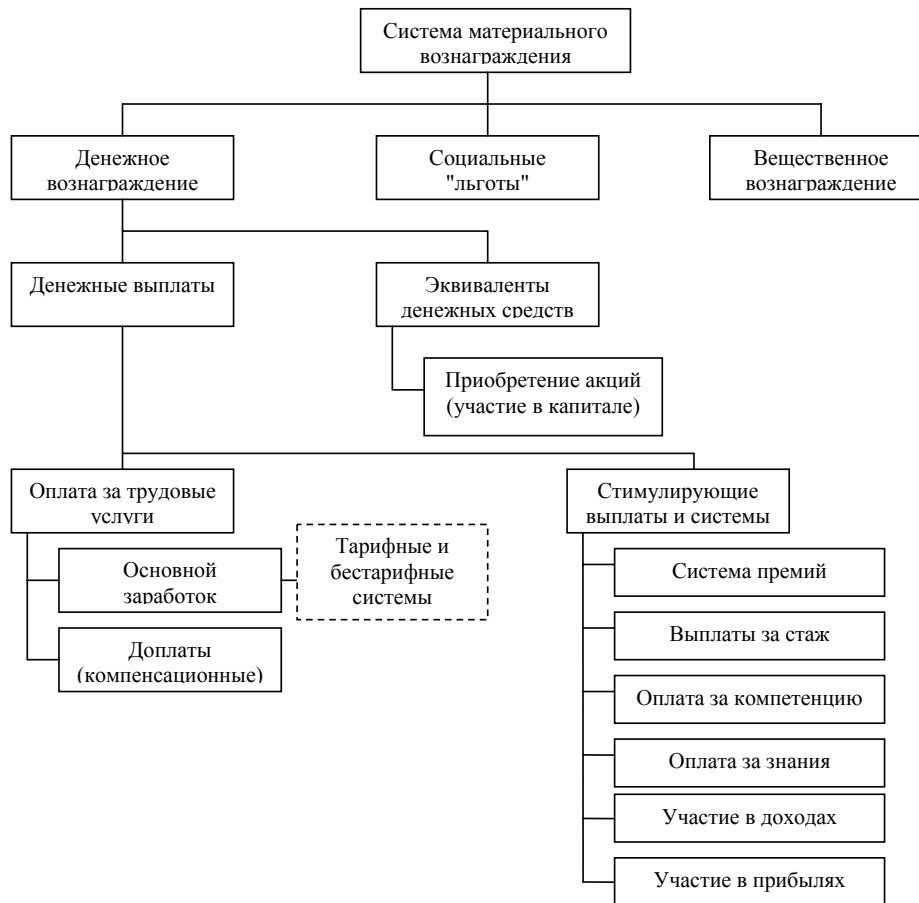 Система материального
вознаграждения
Денежное
вознаграждение
Социальные
"льготы"
Вещественное
вознаграждение
Денежные выплаты
Эквиваленты
денежных средств
Приобретение акций
(участие в капитале)
Оплата за трудовые
услуги
Стимулирующие
выплаты и системы
Основной
заработок
Тарифные и
бестарифные
системы
Доплаты
(компенсационные)
Система премий
Выплаты за стаж
Оплата за компетенцию
Оплата за знания
Участие в доходах
Участие в прибылях